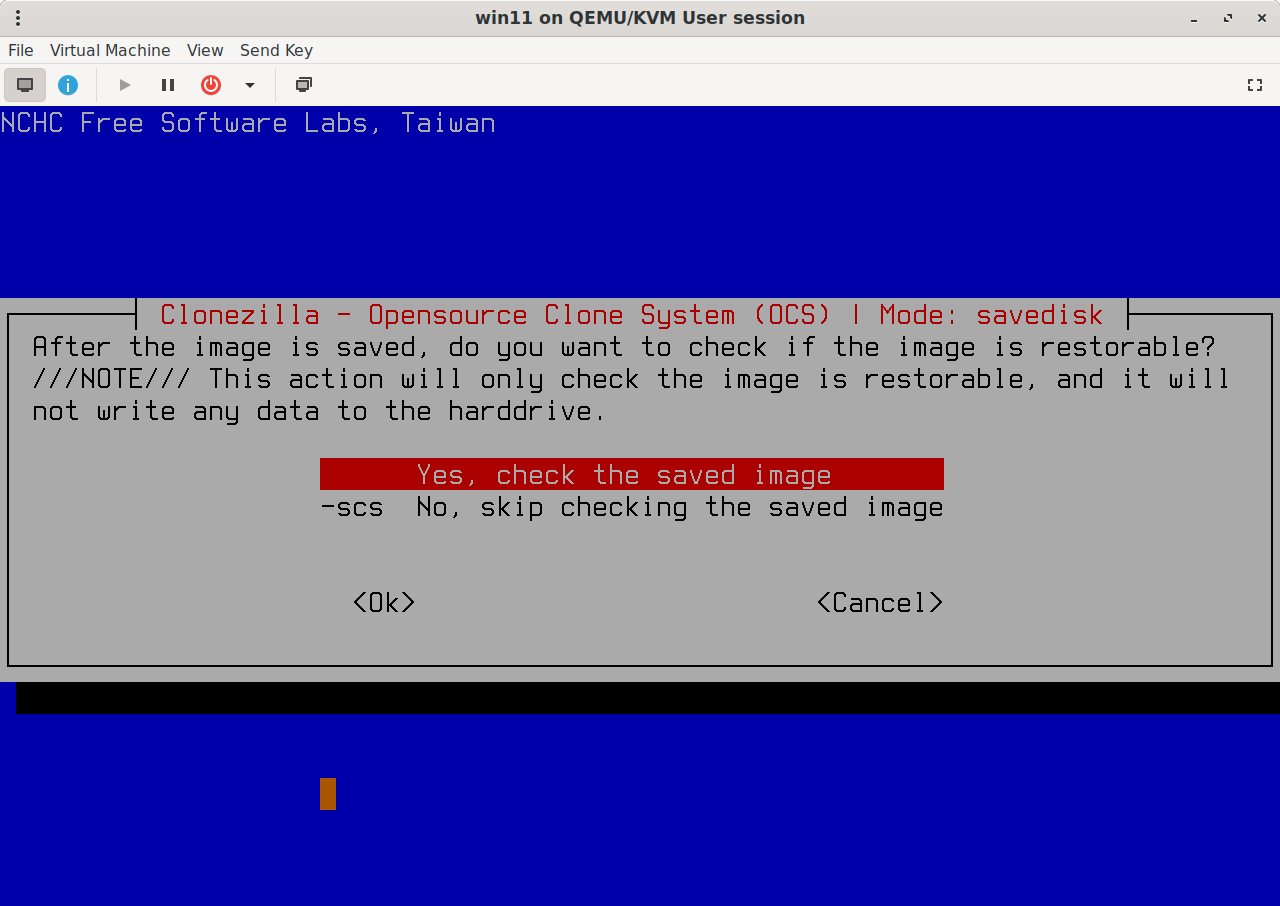 win11 on QEMU/KVM User session
File Virtual Machine View Send Key
NCHC Free Software Labs, Taiwan
Clonezilla - Opensource Clone System (OCS) | Mode: savedisk
After the image is saved, do you want to check if the image is restorable?
///NOTE/// This action will only check the image is restorable, and it will
not write any data to the harddrive.
Yes, check the saved image
-scs No, skip checking the saved image
<Ok> <Cancel>